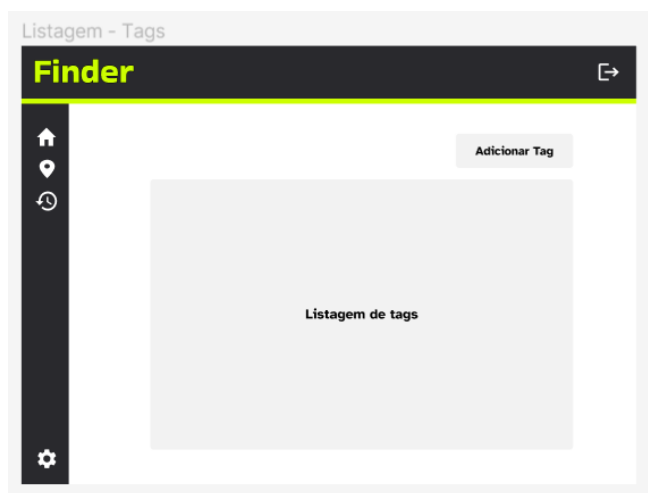 Listagem - Tags
Finder
Adicionar Tag
Listagem de tags